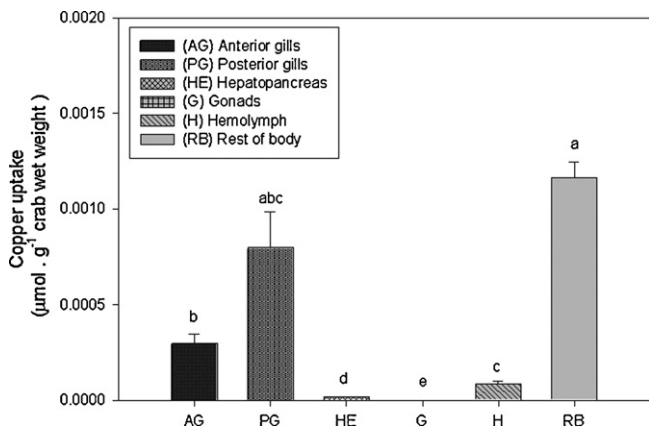 0.0020
0.0015
0.0010
0.0005
0.0000
Copper uptake
(µmol . g⁻¹ crab wet weight)
(AG) Anterior gills
(PG) Posterior gills
(HE) Hepatopancreas
(G) Gonads
(H) Hemolymph
(RB) Rest of body
b
abc
d
e
c
a
AG PG HE G H RB